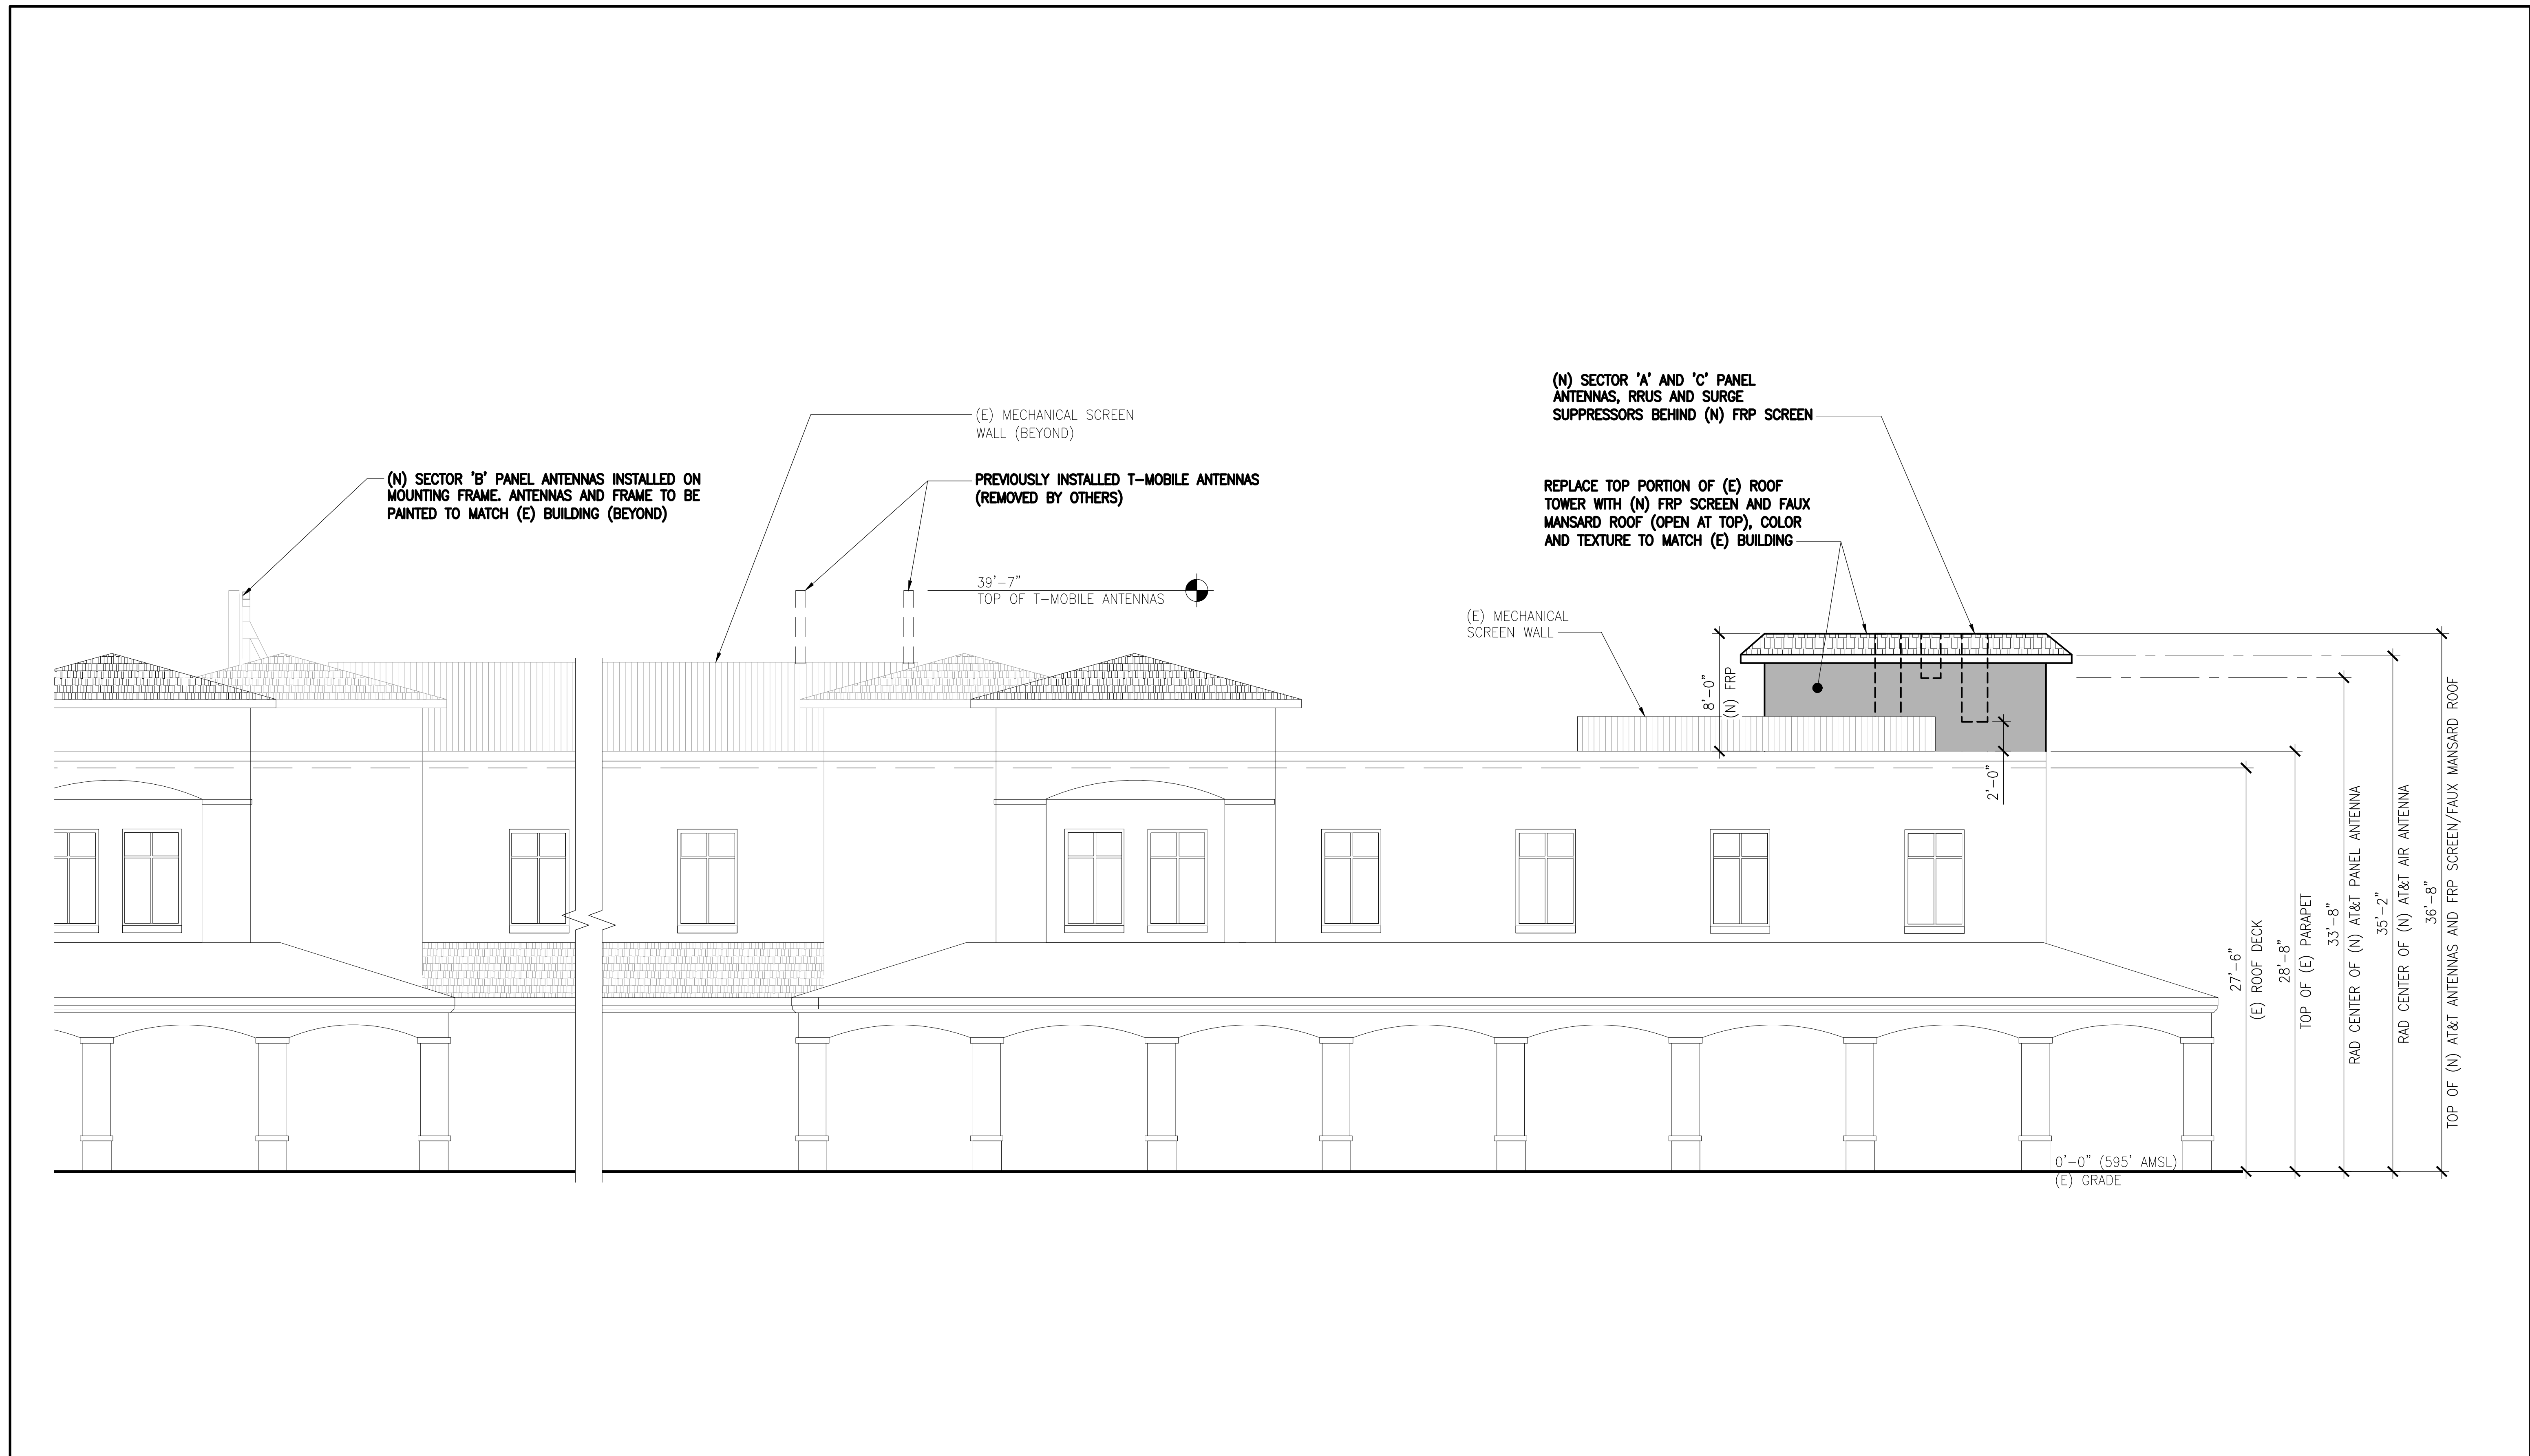 (N) SECTOR 'A' AND 'C' PANEL
ANTENNAS, RRUS AND SURGE
SUPPRESSORS BEHIND (N) FRP SCREEN
(E) MECHANICAL SCREEN
WALL (BEYOND)
(N) SECTOR 'B' PANEL ANTENNAS INSTALLED ON
MOUNTING FRAME. ANTENNAS AND FRAME TO BE
PAINTED TO MATCH (E) BUILDING (BEYOND)
PREVIOUSLY INSTALLED T-MOBILE ANTENNAS
(REMOVED BY OTHERS)
REPLACE TOP PORTION OF (E) ROOF
TOWER WITH (N) FRP SCREEN AND FAUX
MANSARD ROOF (OPEN AT TOP), COLOR
AND TEXTURE TO MATCH (E) BUILDING
39'-7"
TOP OF T-MOBILE ANTENNAS
(E) MECHANICAL
SCREEN WALL
8'-0"
(N) FRP
2'-0"
27'-6"
(E) ROOF DECK
28'-8"
TOP OF (E) PARAPET
33'-8"
RAD CENTER OF (N) AT&T PANEL ANTENNA
35'-2"
RAD CENTER OF (N) AT&T AIR ANTENNA
36'-8"
TOP OF (N) AT&T ANTENNAS AND FRP SCREEN/FAUX MANSARD ROOF
0'-0" (595' AMSL)
(E) GRADE